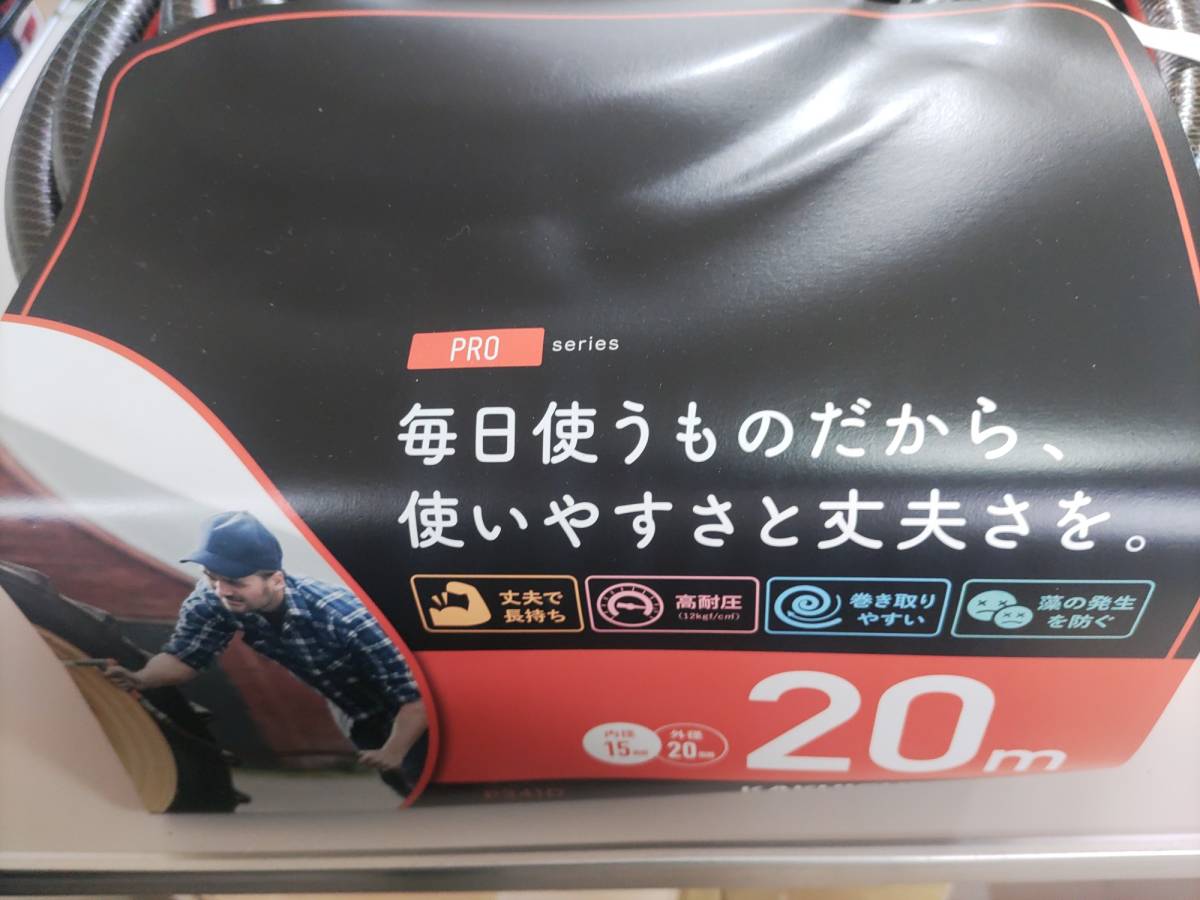 PRO series
毎日使うものだから、
使いやすさと丈夫さを。
丈夫で
長持ち
高耐圧
(12kgf/c㎡)
巻き取り
やすい
藻の発生
を防ぐ
内径
15mm
外径
20mm
20m